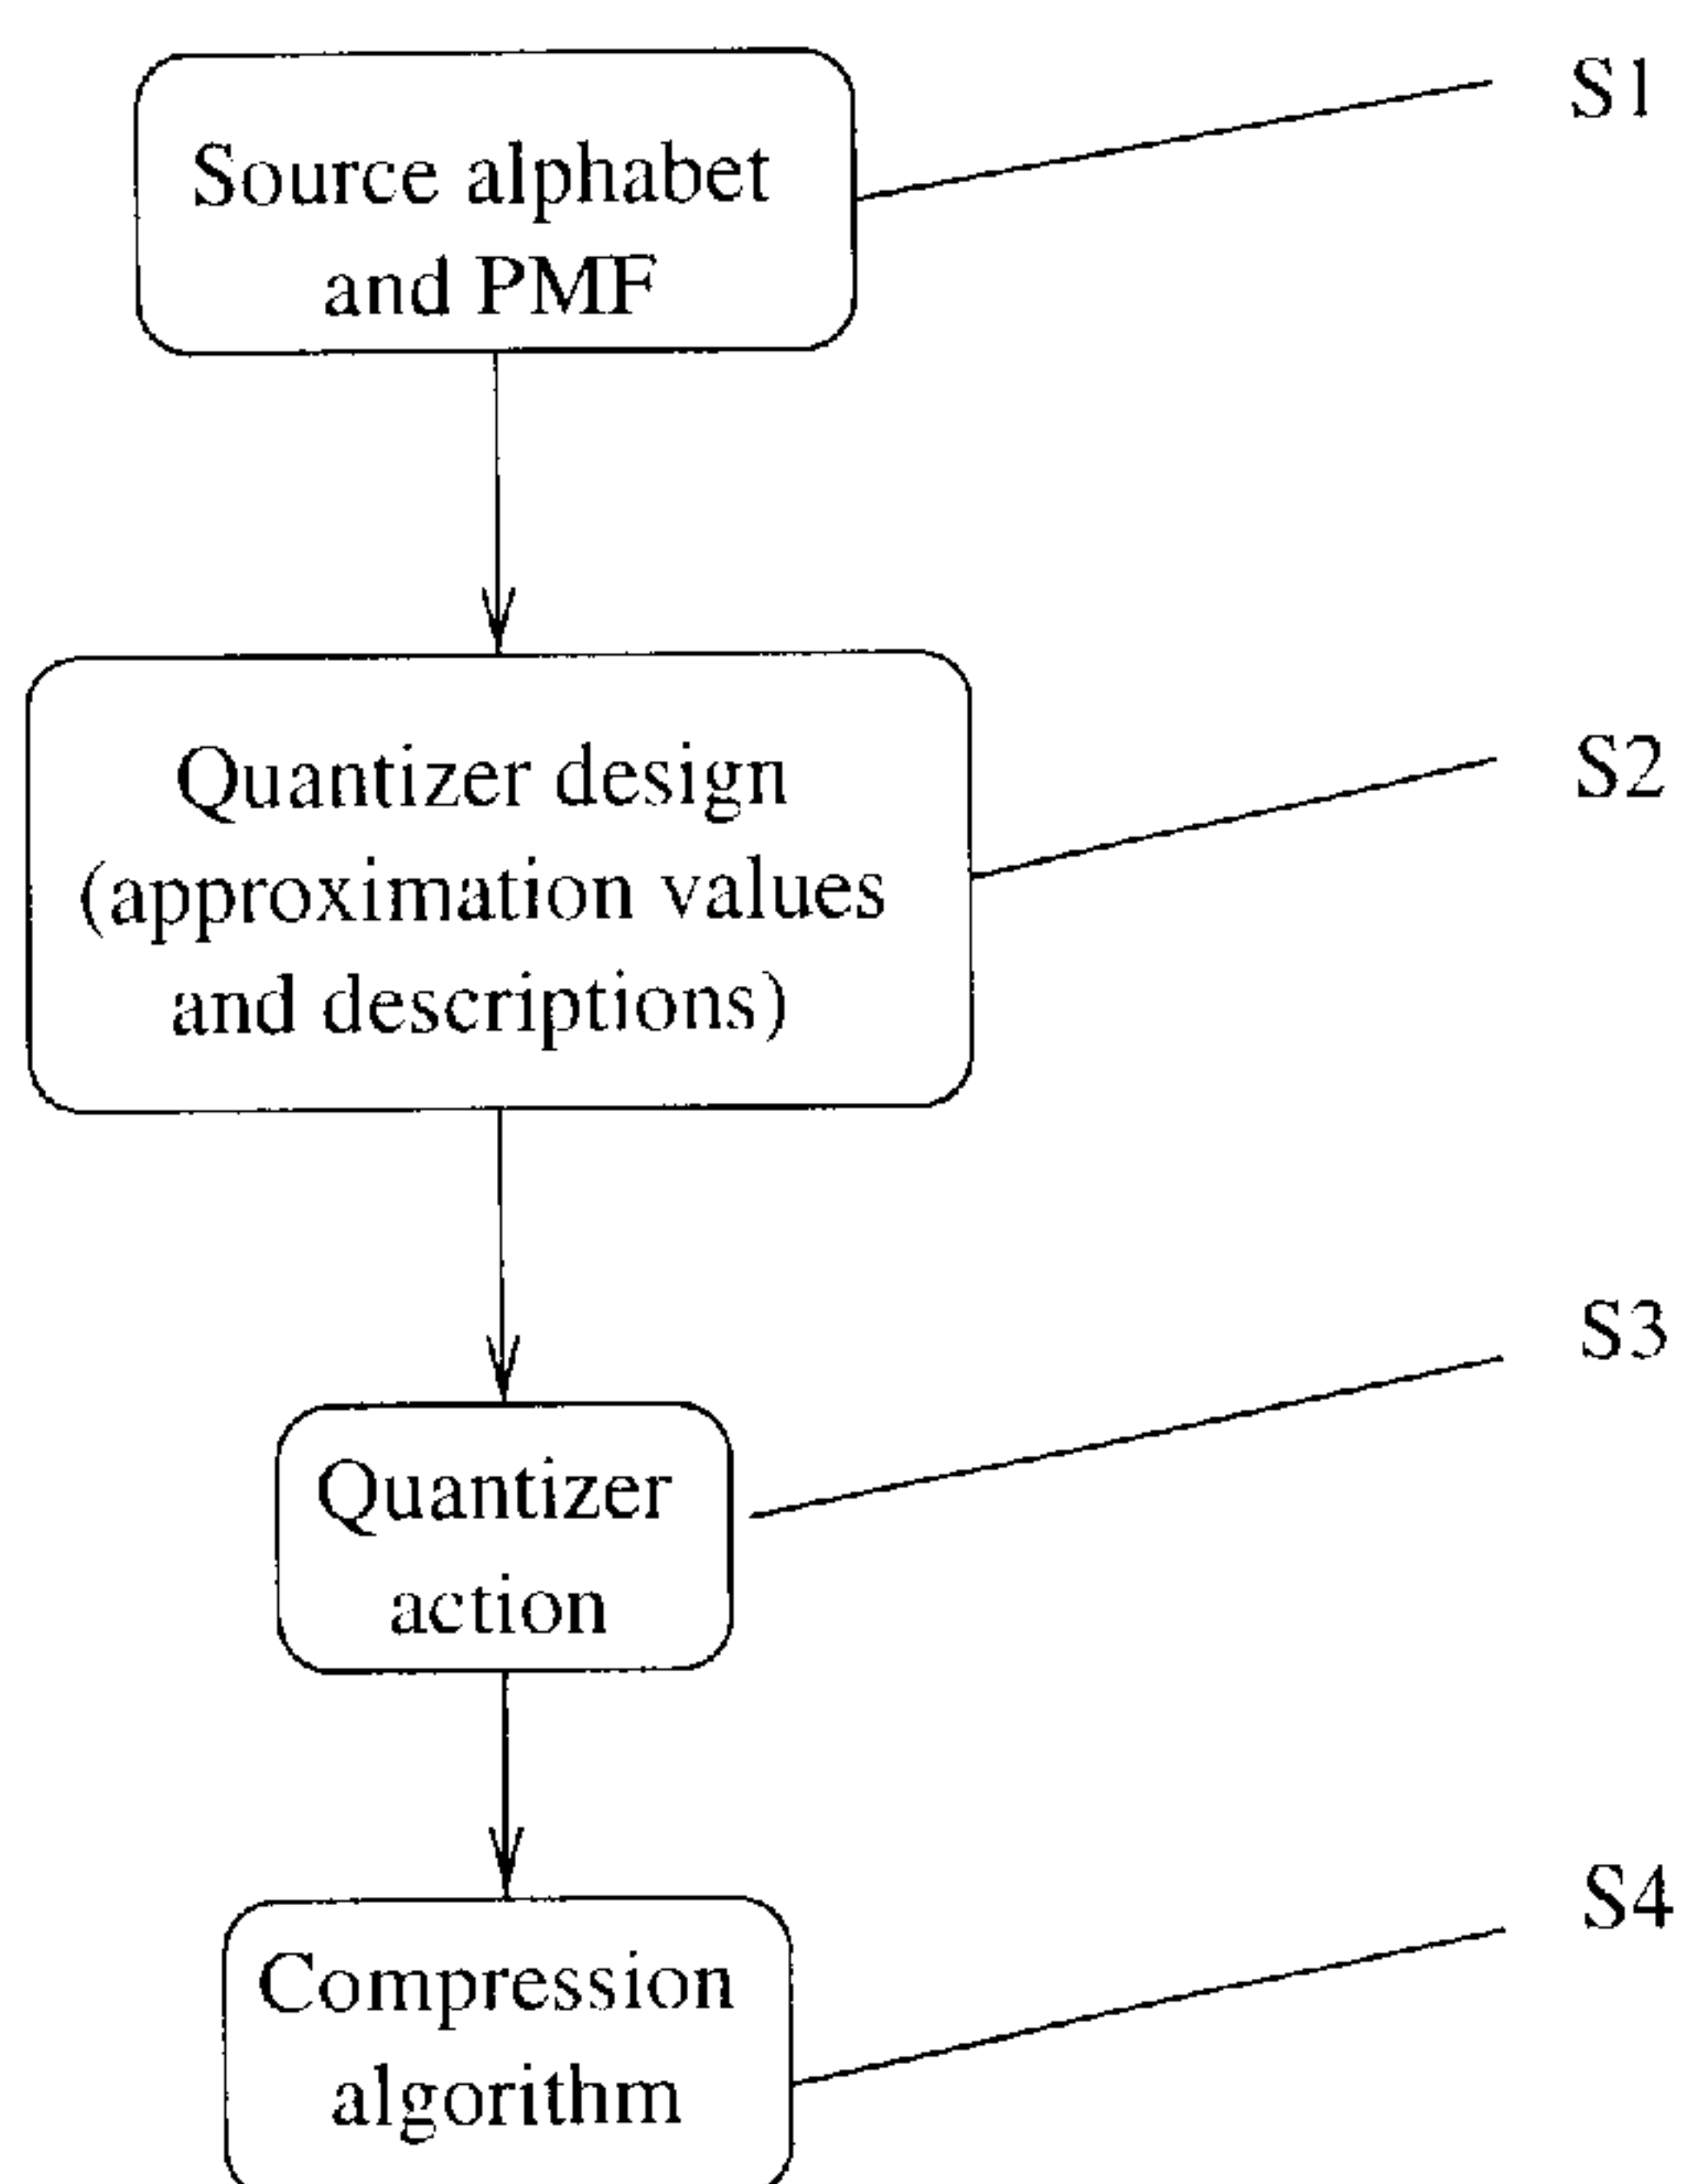 S1
Source alphabet
and PMF
S2
Quantizer design
(approximation values
and descriptions)
S3
Quantizer
action
S4
Compression
algorithm